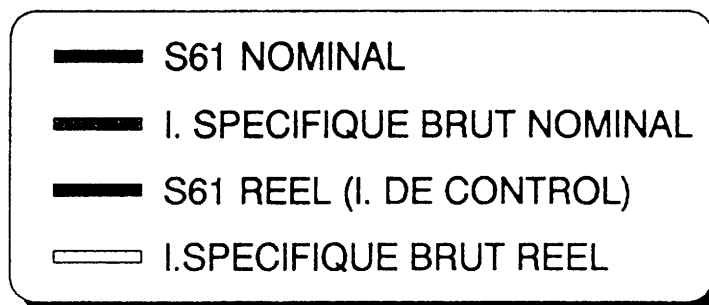 S61 NOMINAL
I. SPECIFIQUE BRUT NOMINAL
S61 REEL (I. DE CONTROL)
I.SPECIFIQUE BRUT REEL